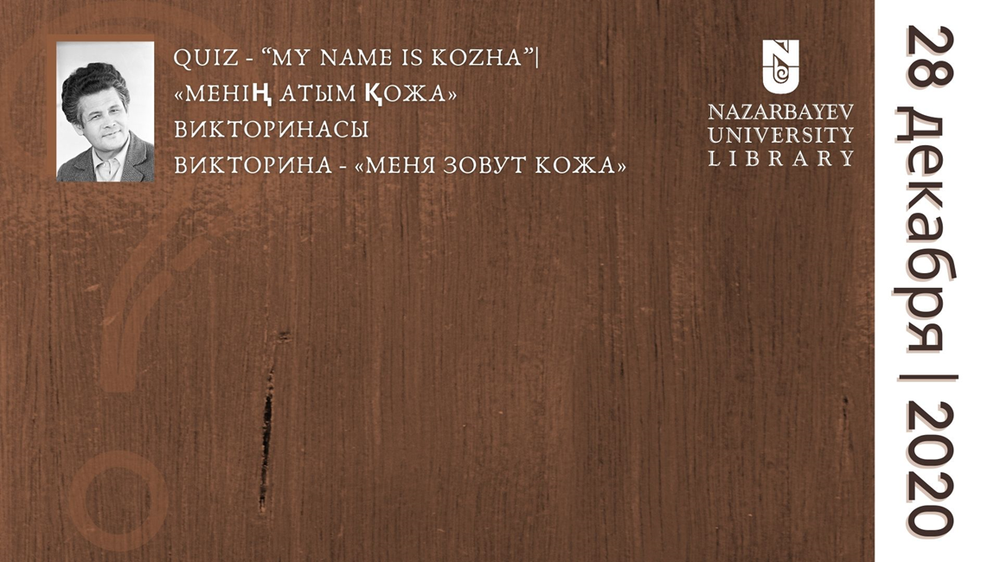 QUIZ - “MY NAME IS KOZHA”|
«МЕНІҢ АТЫМ ҚОЖА»
ВИКТОРИНАСЫ
ВИКТОРИНА - «МЕНЯ ЗОВУТ КОЖА»
NAZARBAYEV
UNIVERSITY
LIBRARY
28 декабря | 2020